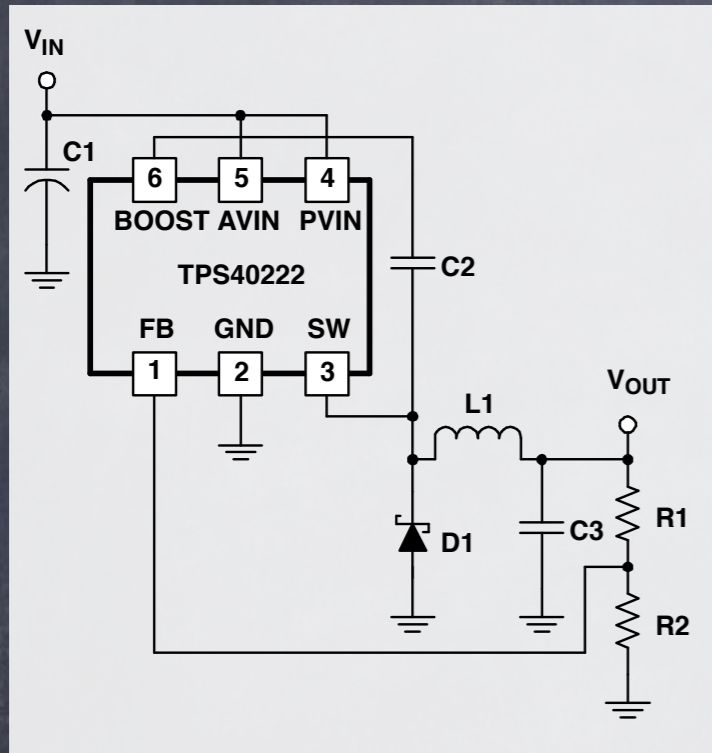 VIN
C1
6 5 4
BOOST AVIN PVIN
C2
TPS40222
FB GND SW
1 2 3
VOUT
L1
R1
C3
D1
R2